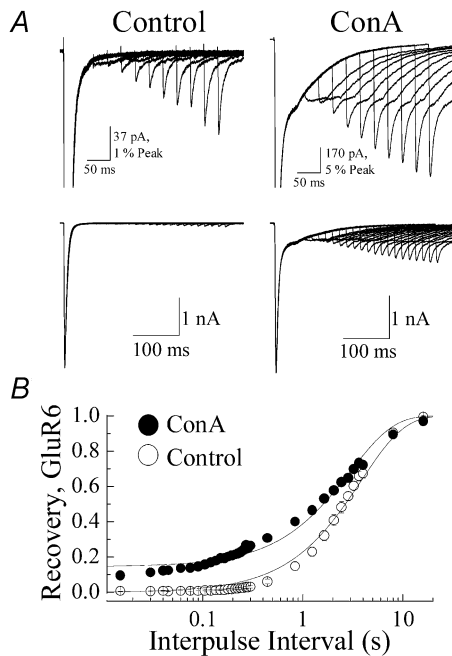 A
Control
ConA
37 pA,
1 % Peak
50 ms
170 pA,
5 % Peak
50 ms
1 nA
100 ms
1 nA
100 ms
B
Recovery, GluR6
1.0
0.8
0.6
0.4
0.2
0.0
ConA
Control
0.1
1
10
Interpulse Interval (s)